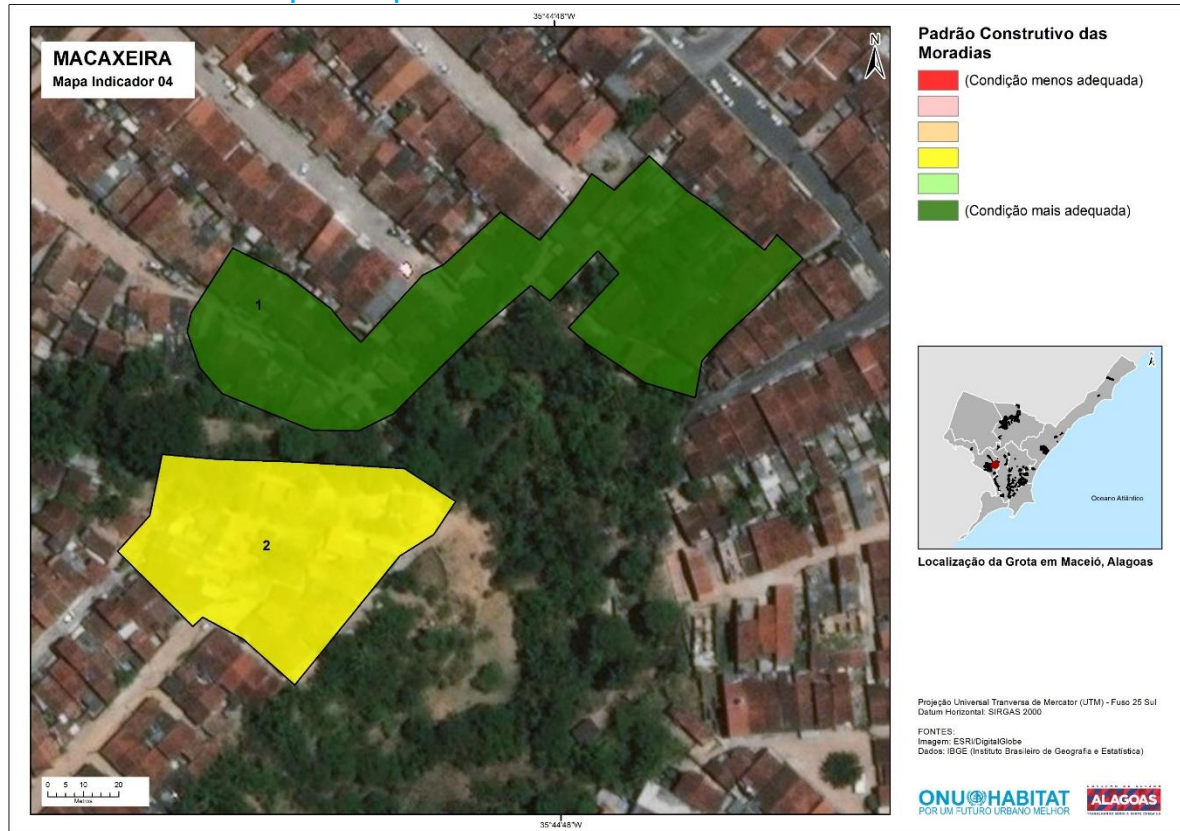 35°44'48"W
MACAXEIRA
Mapa Indicador 04
N
1
2
0 5 10 20
Metros
35°44'48"W
Padrão Construtivo das
Moradias
(Condição menos adequada)
(Condição mais adequada)
Oceano Atlântico
Localização da Grota em Maceió, Alagoas
Projeção Universal Tranversa de Mercator (UTM) - Fuso 25 Sul
Datum Horizontal: SIRGAS 2000
FONTES:
Imagem: ESRI/DigitalGlobe
Dados: IBGE (Instituto Brasileiro de Geografia e Estatística)
ONU HABITAT
POR UM FUTURO URBANO MELHOR
ALAGOAS